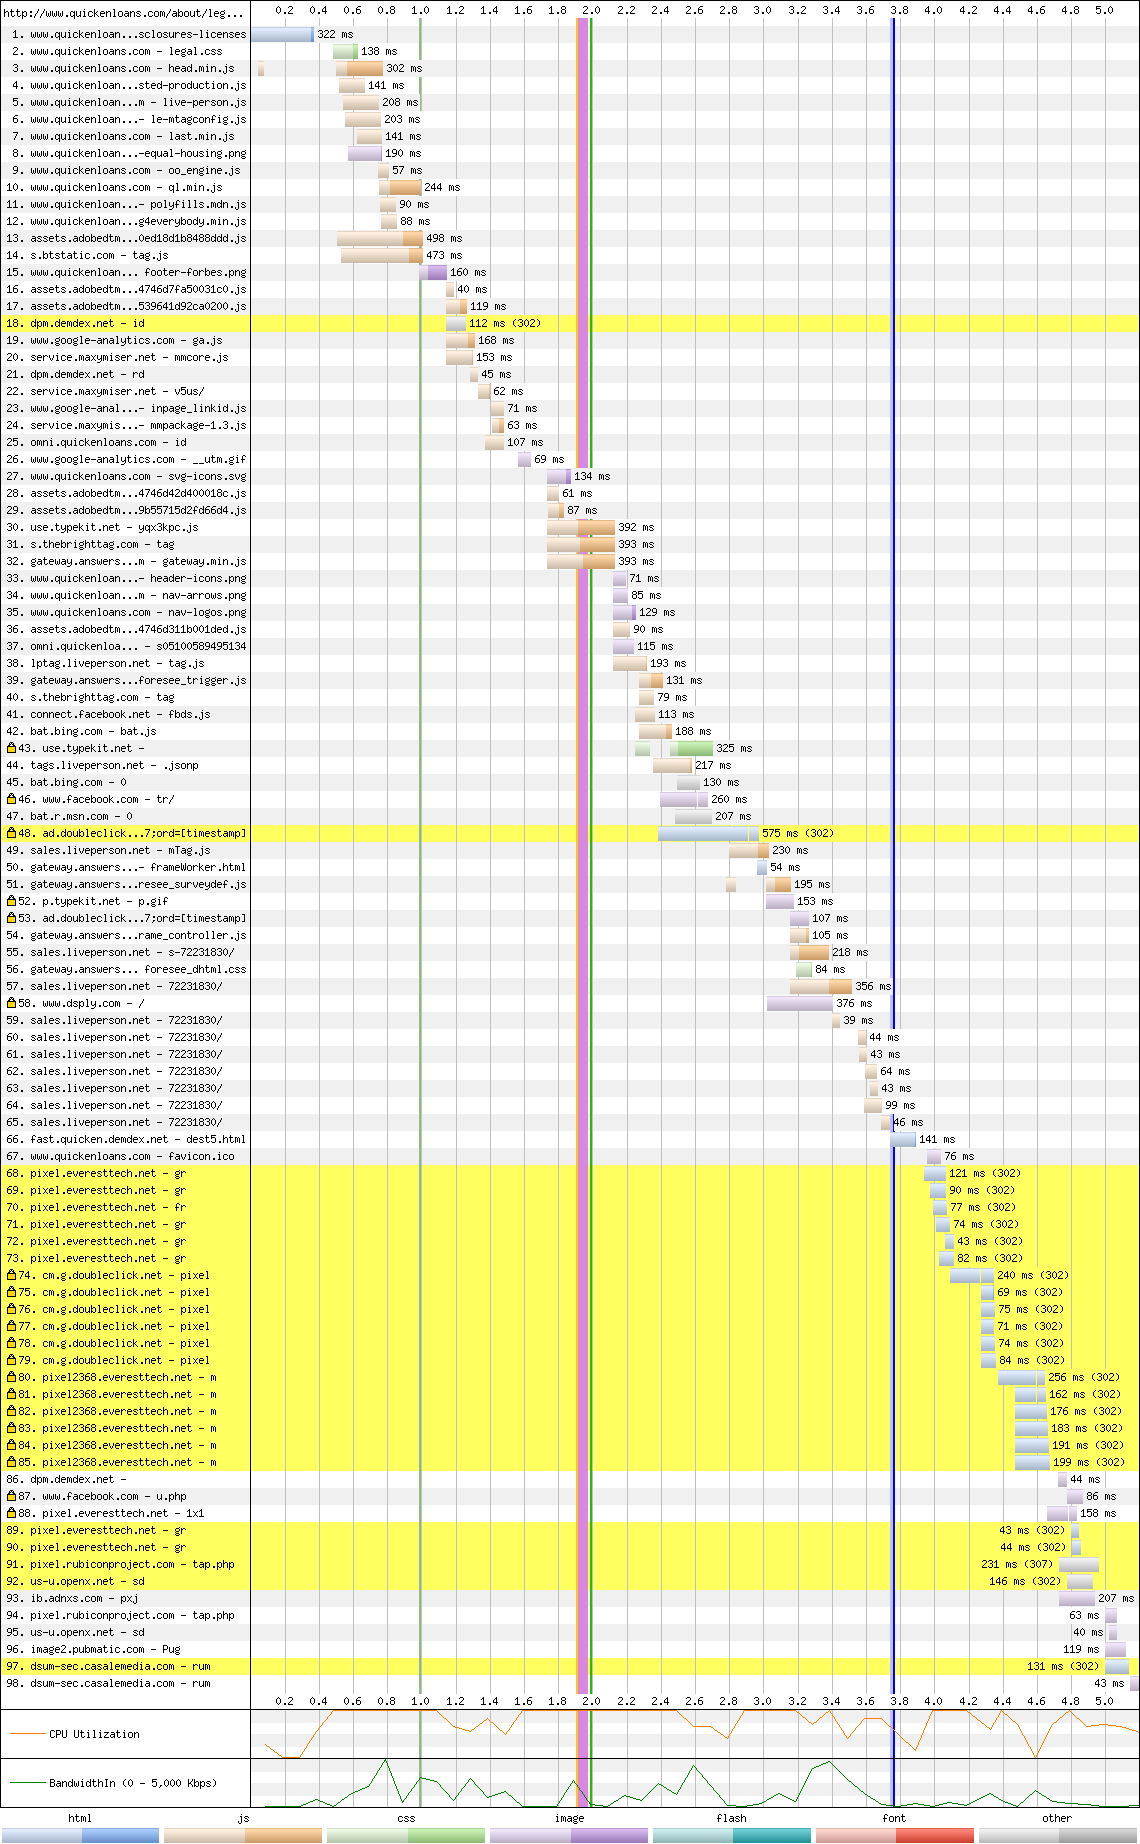 http://www.quickenloans.com/about/leg... 0.2 0.4 0.6 0.8 1.0 1.2 1.4 1.6 1.8 2.0 2.2 2.4 2.6 2.8 3.0 3.2 3.4 3.6 3.8 4.0 4.2 4.4 4.6 4.8 5.0
1. www.quickenloan...sclosures-licenses 322 ms
2. www.quickenloans.com - legal.css 138 ms
3. www.quickenloans.com - head.min.js 302 ms
4. www.quickenloan...sted-production.js 141 ms
5. www.quickenloan...m - live-person.js 208 ms
6. www.quickenloan...- le-mtagconfig.js 203 ms
7. www.quickenloans.com - last.min.js 141 ms
8. www.quickenloan...-equal-housing.png 190 ms
9. www.quickenloans.com - oo_engine.js 57 ms
10. www.quickenloans.com - ql.min.js 244 ms
11. www.quickenloan...- polyfills.mdn.js 90 ms
12. www.quickenloan...g4everybody.min.js 88 ms
13. assets.adobedtm...0ed18d1b8488ddd.js 498 ms
14. s.btstatic.com - tag.js 473 ms
15. www.quickenloan... footer-forbes.png 160 ms
16. assets.adobedtm...4746d7fa50031c0.js 40 ms
17. assets.adobedtm...539641d92ca0200.js 119 ms
18. dpm.demdex.net - id 112 ms (302)
19. www.google-analytics.com - ga.js 168 ms
20. service.maxymiser.net - mmcore.js 153 ms
21. dpm.demdex.net - rd 45 ms
22. service.maxymiser.net - v5us/ 62 ms
23. www.google-anal...- inpage_linkid.js 71 ms
24. service.maxymis...- mmpackage-1.3.js 63 ms
25. omni.quickenloans.com - id 107 ms
26. www.google-analytics.com - __utm.gif 69 ms
27. www.quickenloans.com - svg-icons.svg 134 ms
28. assets.adobedtm...4746d42d400018c.js 61 ms
29. assets.adobedtm...9b55715d2fd66d4.js 87 ms
30. use.typekit.net - yqx3kpc.js 392 ms
31. s.thebrighttag.com - tag 393 ms
32. gateway.answers...m - gateway.min.js 393 ms
33. www.quickenloan...- header-icons.png 71 ms
34. www.quickenloan...m - nav-arrows.png 85 ms
35. www.quickenloans.com - nav-logos.png 129 ms
36. assets.adobedtm...4746d311b001ded.js 90 ms
37. omni.quickenloa... - s05100589495134 115 ms
38. lptag.liveperson.net - tag.js 193 ms
39. gateway.answers...foresee_trigger.js 131 ms
40. s.thebrighttag.com - tag 79 ms
41. connect.facebook.net - fbds.js 113 ms
42. bat.bing.com - bat.js 188 ms
43. use.typekit.net - 325 ms
44. tags.liveperson.net - .jsonp 217 ms
45. bat.bing.com - 0 130 ms
46. www.facebook.com - tr/ 260 ms
47. bat.r.msn.com - 0 207 ms
48. ad.doubleclick...7;ord=[timestamp] 575 ms (302)
49. sales.liveperson.net - mTag.js 230 ms
50. gateway.answers...- frameWorker.html 54 ms
51. gateway.answers...resee_surveydef.js 195 ms
52. p.typekit.net - p.gif 153 ms
53. ad.doubleclick...7;ord=[timestamp] 107 ms
54. gateway.answers...rame_controller.js 105 ms
55. sales.liveperson.net - s-72231830/ 218 ms
56. gateway.answers... foresee_dhtml.css 84 ms
57. sales.liveperson.net - 72231830/ 356 ms
58. www.dsply.com - / 376 ms
59. sales.liveperson.net - 72231830/ 39 ms
60. sales.liveperson.net - 72231830/ 44 ms
61. sales.liveperson.net - 72231830/ 43 ms
62. sales.liveperson.net - 72231830/ 64 ms
63. sales.liveperson.net - 72231830/ 43 ms
64. sales.liveperson.net - 72231830/ 99 ms
65. sales.liveperson.net - 72231830/ 46 ms
66. fast.quicken.demdex.net - dest5.html 141 ms
67. www.quickenloans.com - favicon.ico 76 ms
68. pixel.everesttech.net - gr 121 ms (302)
69. pixel.everesttech.net - gr 90 ms (302)
70. pixel.everesttech.net - fr 77 ms (302)
71. pixel.everesttech.net - gr 74 ms (302)
72. pixel.everesttech.net - gr 43 ms (302)
73. pixel.everesttech.net - gr 82 ms (302)
74. cm.g.doubleclick.net - pixel 240 ms (302)
75. cm.g.doubleclick.net - pixel 69 ms (302)
76. cm.g.doubleclick.net - pixel 75 ms (302)
77. cm.g.doubleclick.net - pixel 71 ms (302)
78. cm.g.doubleclick.net - pixel 74 ms (302)
79. cm.g.doubleclick.net - pixel 84 ms (302)
80. pixel2368.everesttech.net - m 256 ms (302)
81. pixel2368.everesttech.net - m 162 ms (302)
82. pixel2368.everesttech.net - m 176 ms (302)
83. pixel2368.everesttech.net - m 183 ms (302)
84. pixel2368.everesttech.net - m 191 ms (302)
85. pixel2368.everesttech.net - m 199 ms (302)
86. dpm.demdex.net - 44 ms
87. www.facebook.com - u.php 86 ms
88. pixel.everesttech.net - 1x1 158 ms
89. pixel.everesttech.net - gr 43 ms (302)
90. pixel.everesttech.net - gr 44 ms (302)
91. pixel.rubiconproject.com - tap.php 231 ms (307)
92. us-u.openx.net - sd 146 ms (302)
93. ib.adnxs.com - pxj 207 ms
94. pixel.rubiconproject.com - tap.php 63 ms
95. us-u.openx.net - sd 40 ms
96. image2.pubmatic.com - Pug 119 ms
97. dsum-sec.casalemedia.com - rum 131 ms (302)
98. dsum-sec.casalemedia.com - rum 43 ms
0.2 0.4 0.6 0.8 1.0 1.2 1.4 1.6 1.8 2.0 2.2 2.4 2.6 2.8 3.0 3.2 3.4 3.6 3.8 4.0 4.2 4.4 4.6 4.8 5.0
CPU Utilization
BandwidthIn (0 - 5,000 Kbps)
html js css image flash font other